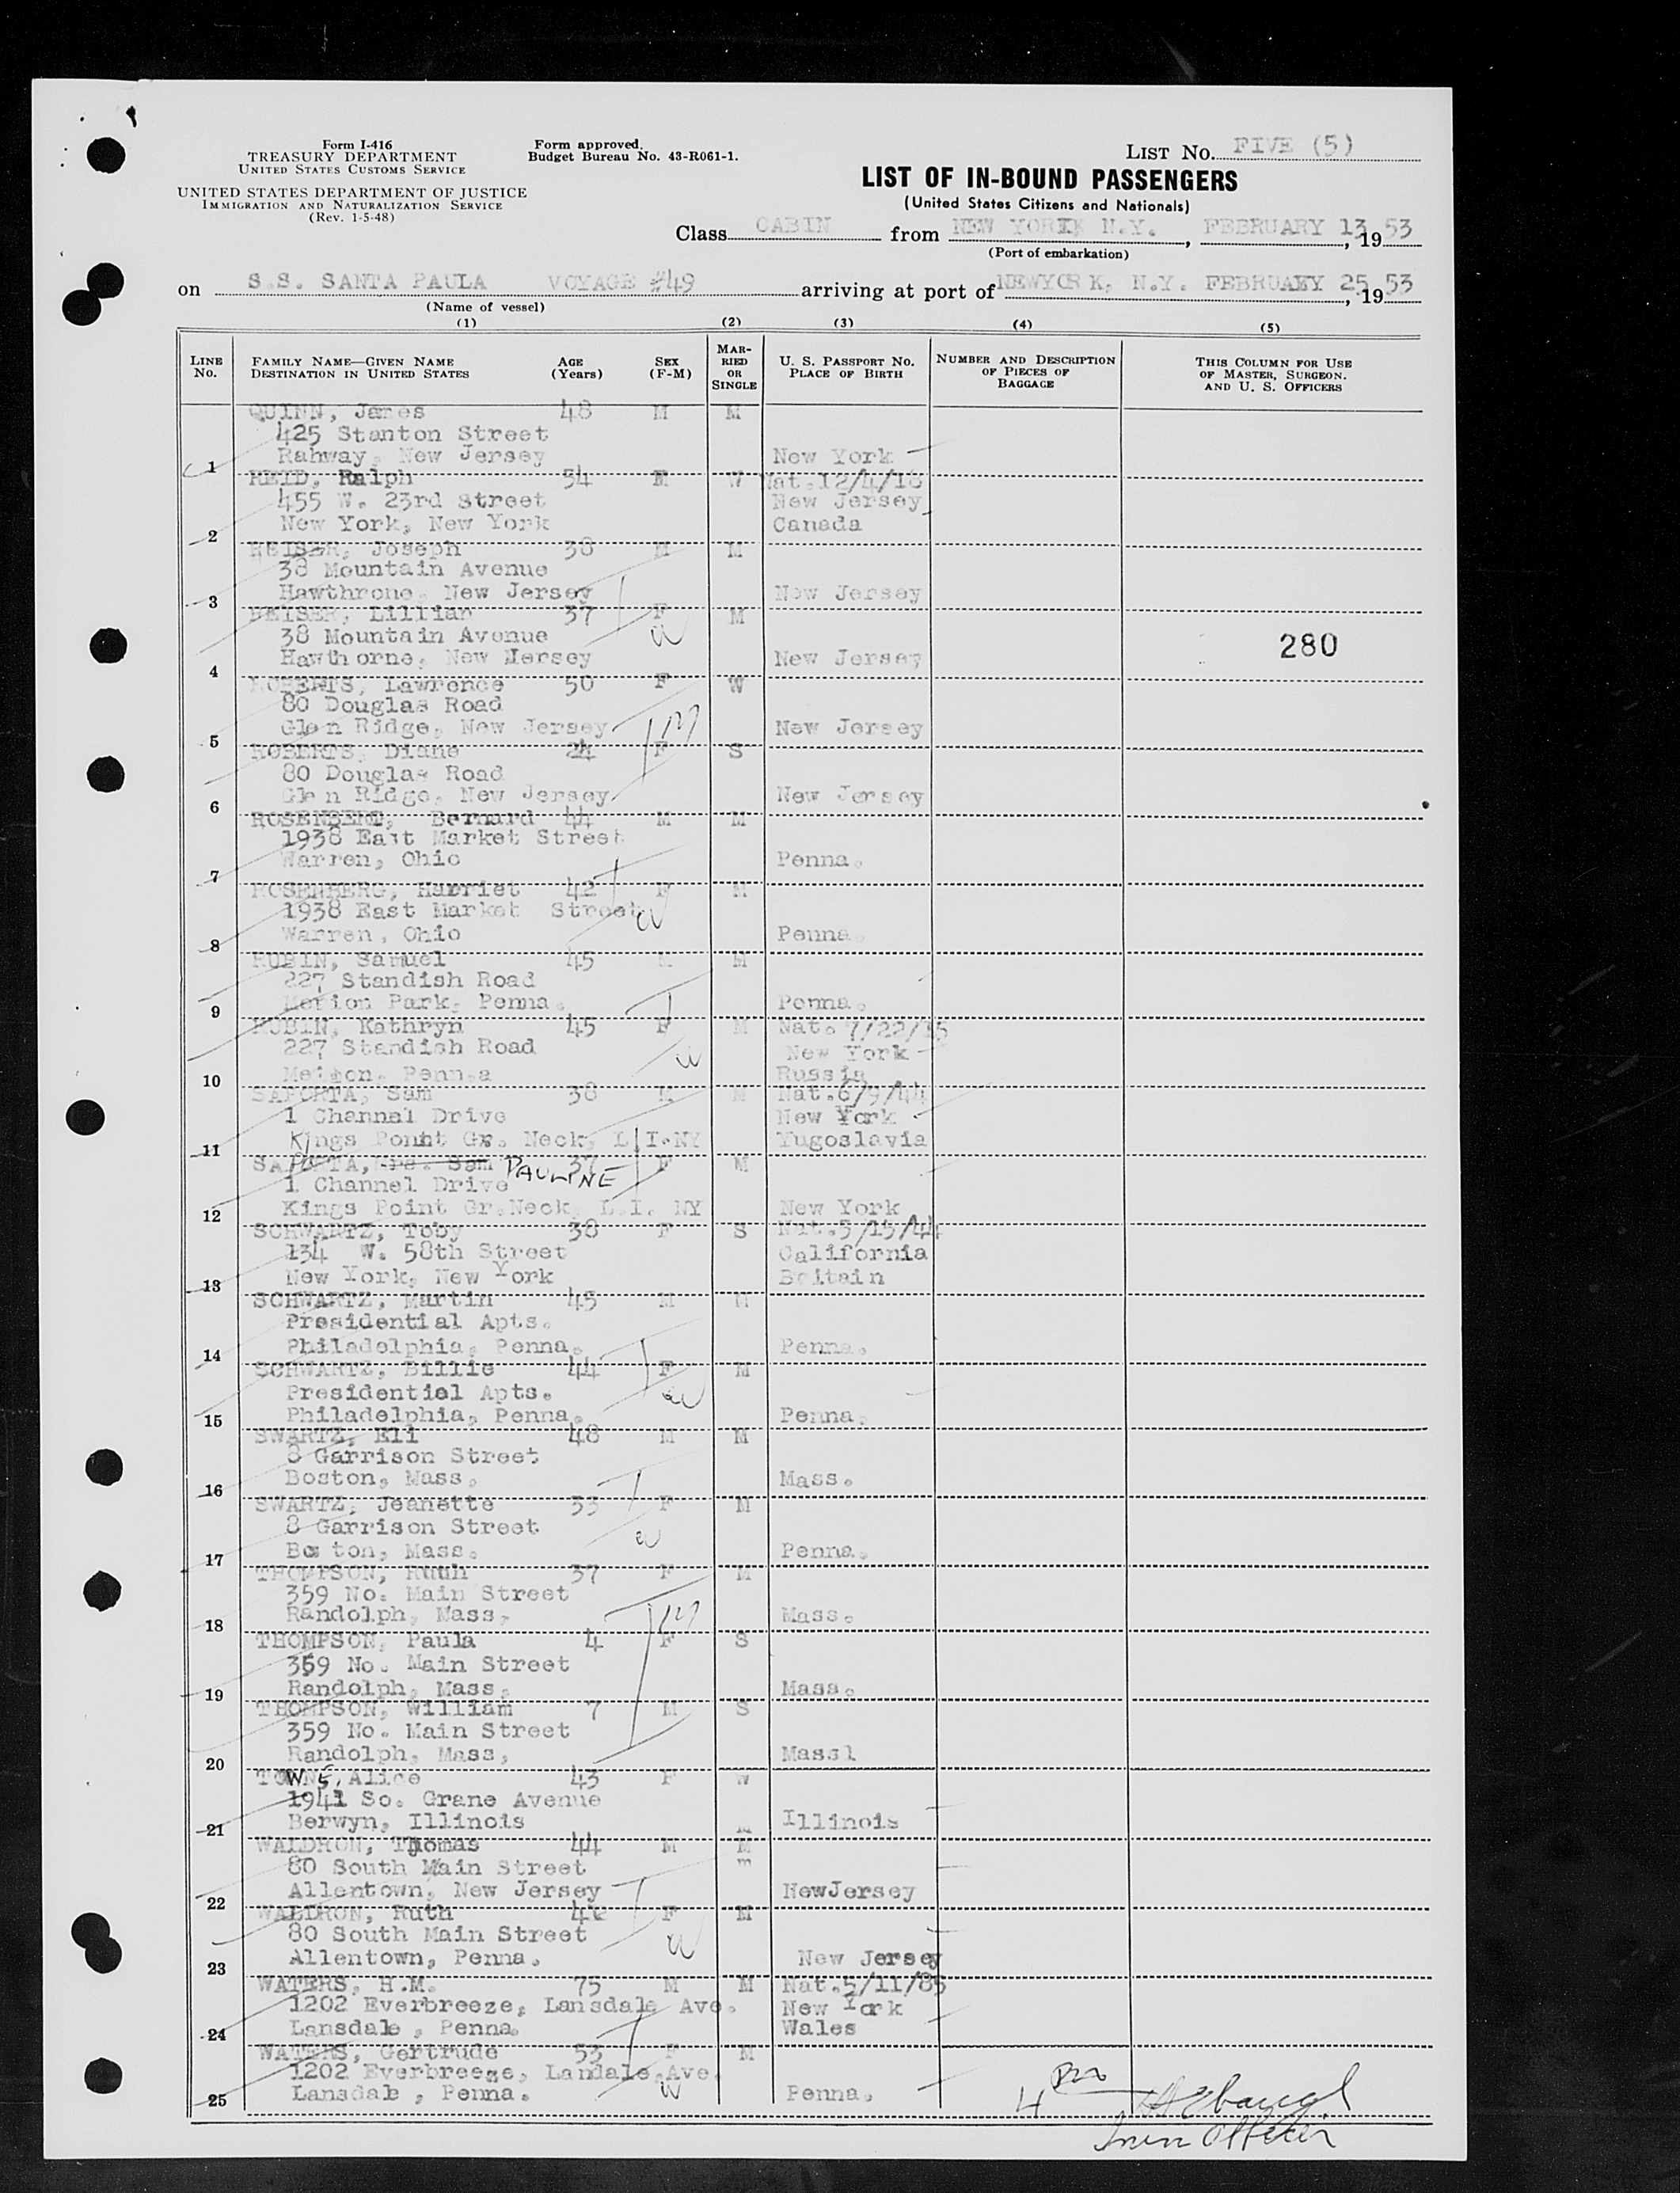 Form I-416
TREASURY DEPARTMENT
UNITED STATES CUSTOMS SERVICE
UNITED STATES DEPARTMENT OF JUSTICE
IMMIGRATION AND NATURALIZATION SERVICE
(Rev. 1-5-48)
Form approved.
Budget Bureau No. 43-R061-1.
LIST NO. FIVE (5)
LIST OF IN-BOUND PASSENGERS
(United States Citizens and Nationals)
Class CABIN from NEW YORK N.Y., FEBRUARY 13, 1953
(Port of embarkation)
on S.S. SANTA PAULA VOYAGE #49 arriving at port of NEWYORK, N.Y. FEBRUARY 25, 1953
(Name of vessel)
(1) (2) (3) (4) (5)
LINE No. FAMILY NAME—GIVEN NAME DESTINATION IN UNITED STATES AGE (Years) SEX (F-M) MARRIED OR SINGLE U. S. PASSPORT NO. PLACE OF BIRTH NUMBER AND DESCRIPTION OF PIECES OF BAGGAGE THIS COLUMN FOR USE OF MASTER, SURGEON, AND U. S. OFFICERS
QUINN, James 48 M M
425 Stanton Street
1 Rahway, New Jersey New York
REID, Ralph 54 W Nat. 12/4/18
455 W. 23rd Street New Jersey
2 New York, New York Canada
REISER, Joseph 38 M M
38 Mountain Avenue
3 Hawthrone, New Jersey New Jersey
REISER, Lillian 37 F M
38 Mountain Avenue 280
4 Hawthorne, New Jersey New Jersey
ROBERTS, Lawrence 50 F W
80 Douglas Road
5 Glen Ridge, New Jersey New Jersey
ROBERTS, Diane 24 F S
80 Douglas Road
6 Glen Ridge, New Jersey New Jersey
ROSENBERG, Bernard 44 M M
1938 East Market Street
7 Warren, Ohio Penna.
ROSENBERG, Harriet 42 F M
1938 East Market Street
8 Warren, Ohio Penna
RUBIN, Samuel 45 M
227 Standish Road
9 Merion Park, Penna. Penna.
RUBIN, Kathryn 45 F M Nat. 7/22/35
227 Standish Road New York
10 Merion, Penn.a Russia
SAPORTA, Sam 38 M M Nat. 6/9/44
1 Channel Drive New York
11 Kings Point Gr. Neck, L.I. NY Yugoslavia
SAPORTA, Mrs. Sam PAULINE 37 F M
1 Channel Drive
12 Kings Point Gr.Neck, L.I. NY New York
SCHWARTZ, Toby 38 F S Nat. 5/15/44
134 W. 58th Street California
13 New York, New York Britain
SCHWARTZ, Martin 45 M M
Presidential Apts.
14 Philadelphia, Penna. Penna.
SCHWARTZ, Billie 44 F M
Presidential Apts.
15 Philadelphia, Penna. Penna.
SWARTZ, Eli 48 M M
8 Garrison Street
16 Boston, Mass. Mass.
SWARTZ, Jeanette 33 F M
8 Garrison Street
17 Boston, Mass. Penna.
THOMPSON, Ruth 37 F M
359 No. Main Street
18 Randolph, Mass, Mass.
THOMPSON, Paula 4 F S
359 No. Main Street
19 Randolph, Mass, Mass.
THOMPSON, William 7 M S
359 No. Main Street
20 Randolph, Mass, Massl
TOWNE, Alice 43 F W
1941 So. Grane Avenue
21 Berwyn, Illinois Illinois
WALDRON, Thomas 44 M M
80 South Main Street
22 Allentown, New Jersey NewJersey
WALDRON, Ruth F M
80 South Main Street
23 Allentown, Penna. New Jersey
WATERS, H.M. 75 M M Nat. 5/11/85
1202 Everbreeze, Lansdale Ave. New York
24 Lansdale, Penna. Wales
WATERS, Gertrude 53 F M
1202 Everbreeze, Landale Ave.
25 Lansdale, Penna. Penna. 4